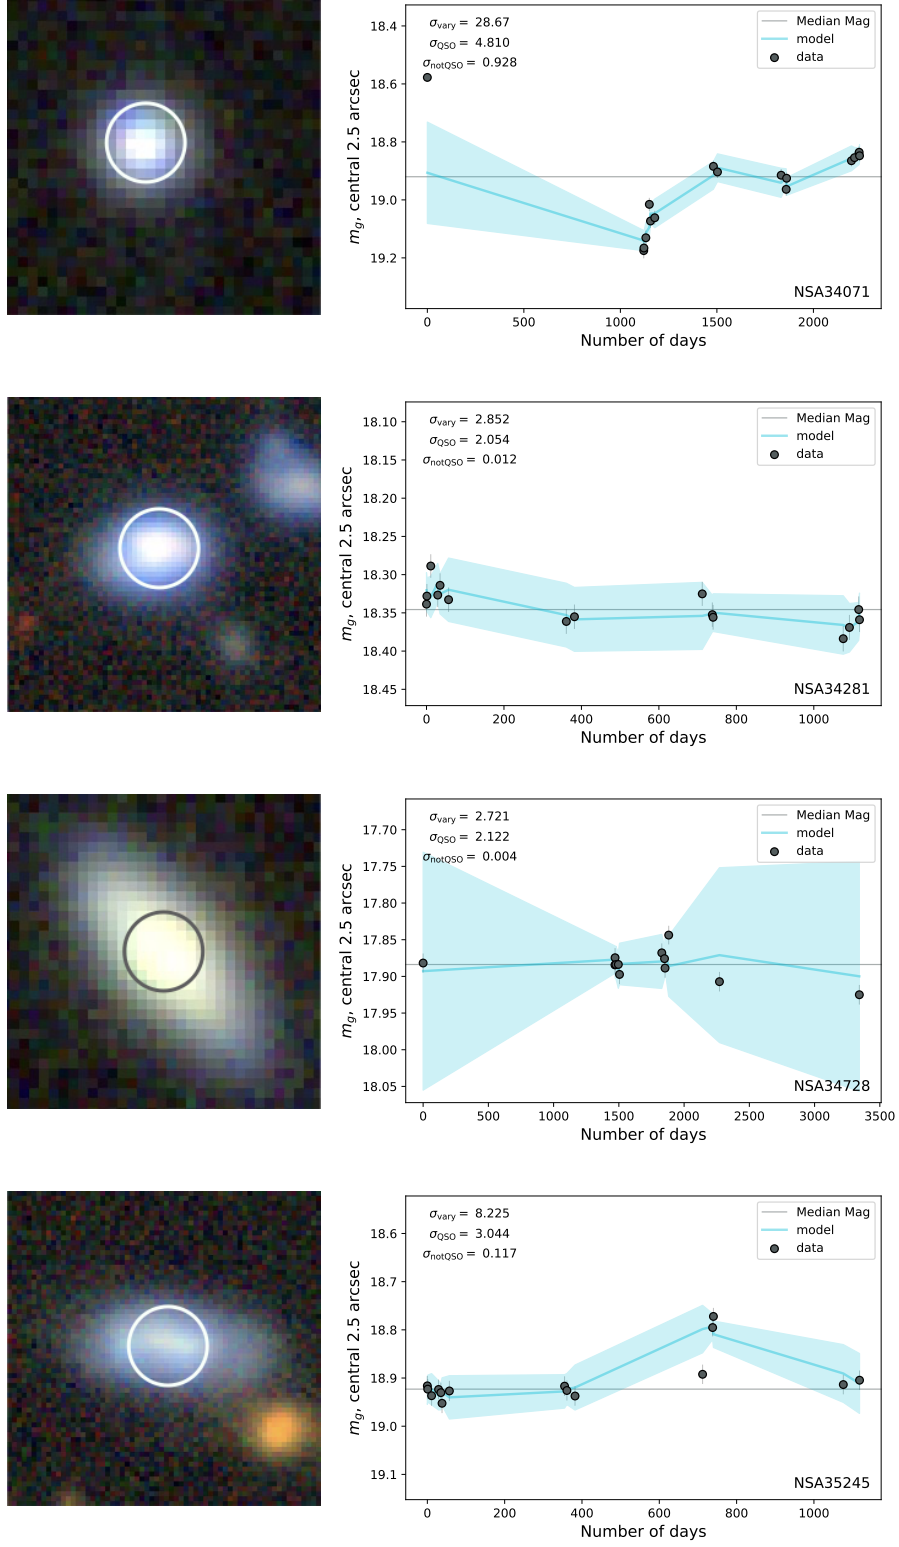 σvary = 28.67
σQSO = 4.810
σnotQSO = 0.928
Median Mag
model
data
18.4
18.6
18.8
19.0
19.2
mg, central 2.5 arcsec
NSA34071
0 500 1000 1500 2000
Number of days
σvary = 2.852
σQSO = 2.054
σnotQSO = 0.012
Median Mag
model
data
18.10
18.15
18.20
18.25
18.30
18.35
18.40
18.45
mg, central 2.5 arcsec
NSA34281
0 200 400 600 800 1000
Number of days
σvary = 2.721
σQSO = 2.122
σnotQSO = 0.004
Median Mag
model
data
17.70
17.75
17.80
17.85
17.90
17.95
18.00
18.05
mg, central 2.5 arcsec
NSA34728
0 500 1000 1500 2000 2500 3000 3500
Number of days
σvary = 8.225
σQSO = 3.044
σnotQSO = 0.117
Median Mag
model
data
18.6
18.7
18.8
18.9
19.0
19.1
mg, central 2.5 arcsec
NSA35245
0 200 400 600 800 1000
Number of days